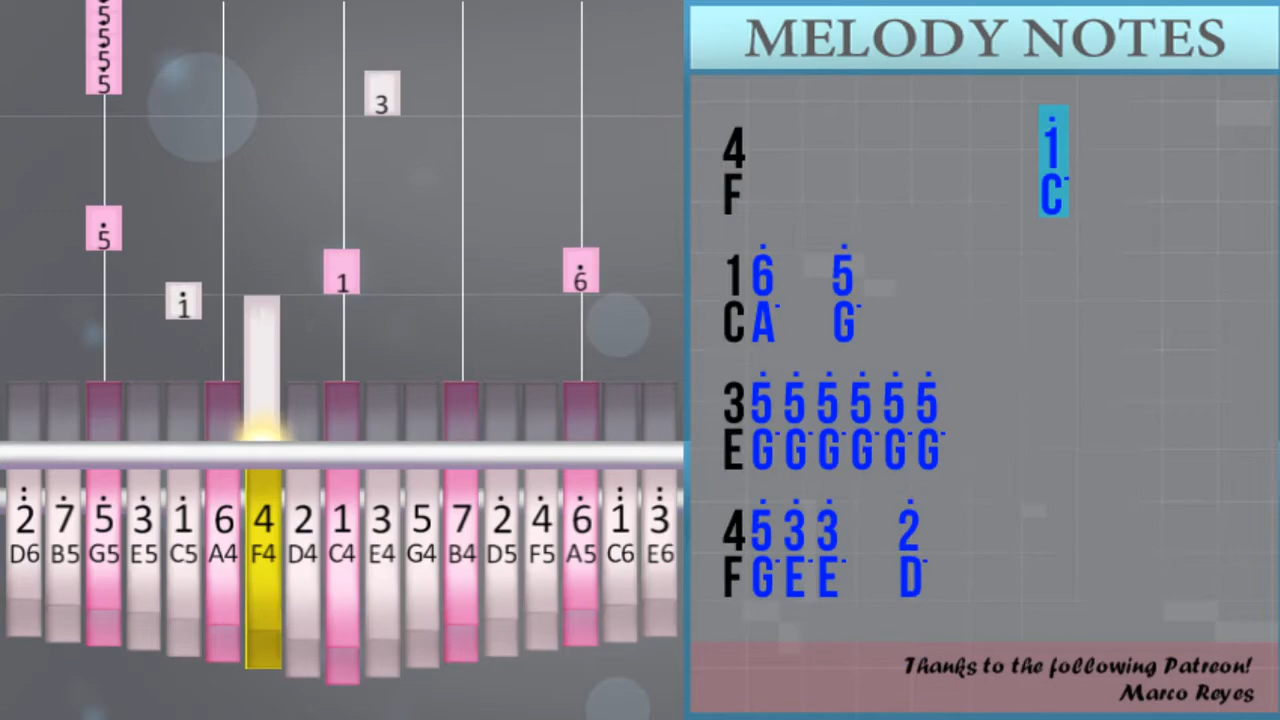 5
5
5
5
3
5̇
1̇
1
6̇
2̈ 7̇ 5̇ 3̇ 1̇ 6 4 2 1 3 5 7 2̇ 4̇ 6̇ 1̈ 3̈
D6 B5 G5 E5 C5 A4 F4 D4 C4 E4 G4 B4 D5 F5 A5 C6 E6
MELODY NOTES
4 1̇
F C˙
1 6̇ 5̇
C A˙ G˙
3 5̇ 5̇ 5̇ 5̇ 5̇ 5̇
E G˙ G˙ G˙ G˙ G˙ G˙
4 5̇ 3̇ 3̇ 2̇
F G˙ E˙ E˙ D˙
Thanks to the following Patreon!
Marco Reyes